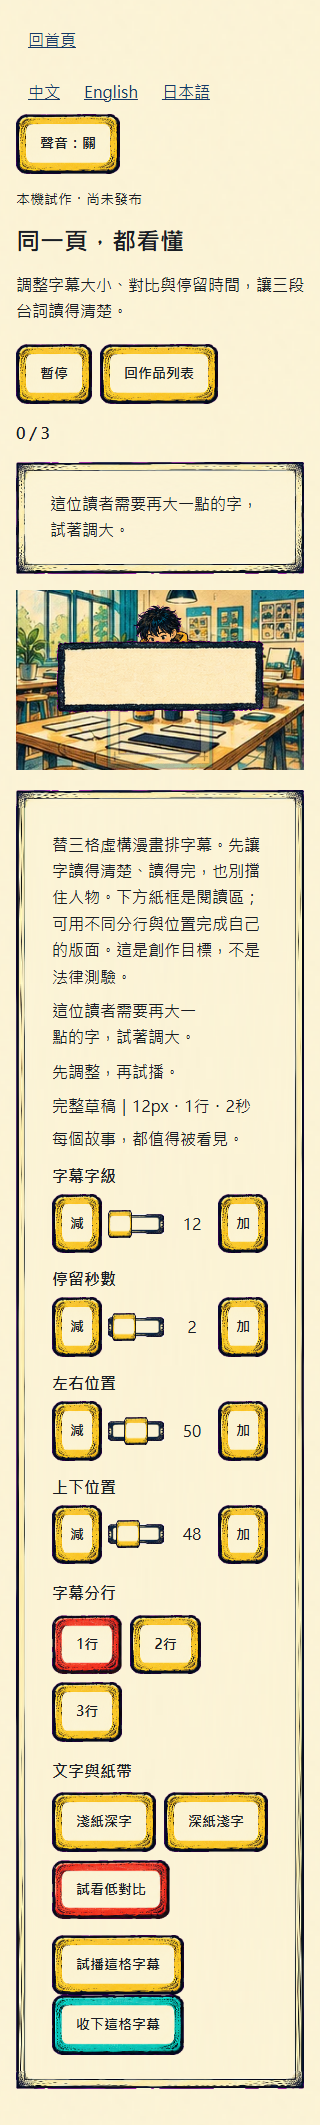 回首頁
中文 English 日本語
聲音：關
本機試作・尚未發布
同一頁，都看懂
調整字幕大小、對比與停留時間，讓三段
台詞讀得清楚。
暫停 回作品列表
0 / 3
這位讀者需要再大一點的字，
試著調大。
替三格虛構漫畫排字幕。先讓
字讀得清楚、讀得完，也別擋
住人物。下方紙框是閱讀區；
可用不同分行與位置完成自己
的版面。這是創作目標，不是
法律測驗。
這位讀者需要再大一
點的字，試著調大。
先調整，再試播。
完整草稿 | 12px・1行・2秒
每個故事，都值得被看見。
字幕字級
減 12 加
停留秒數
減 2 加
左右位置
減 50 加
上下位置
減 48 加
字幕分行
1行 2行
3行
文字與紙帶
淺紙深字 深紙淺字
試看低對比
試播這格字幕
收下這格字幕